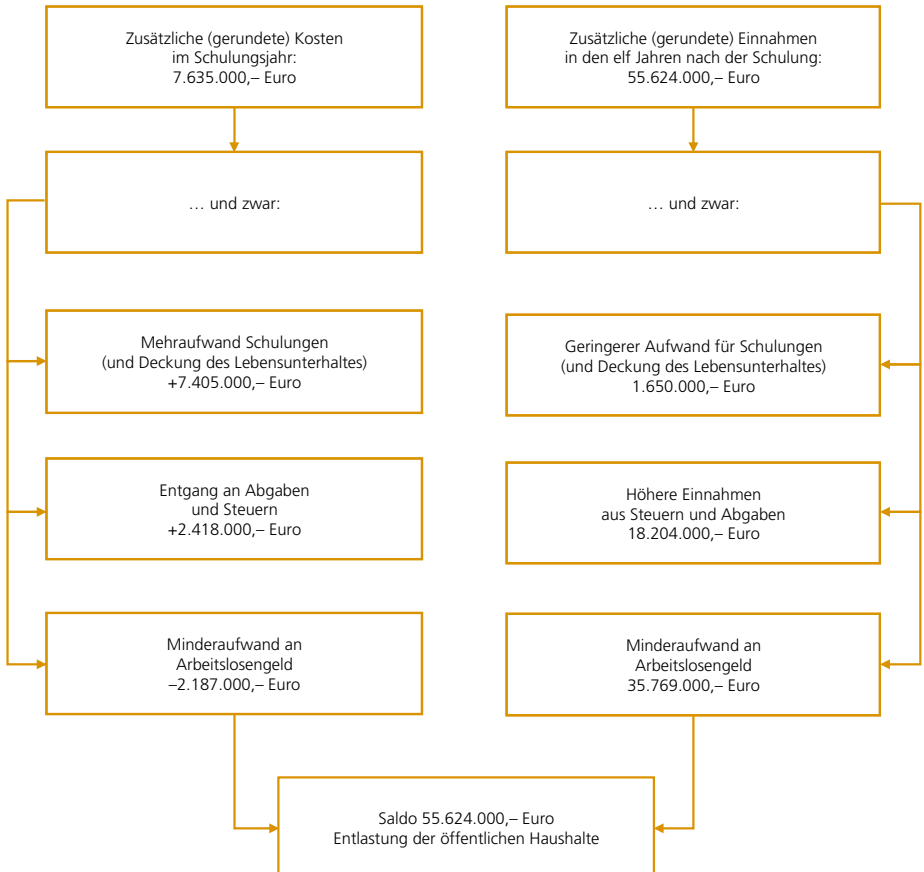 Zusätzliche (gerundete) Kosten
im Schulungsjahr:
7.635.000,– Euro
Zusätzliche (gerundete) Einnahmen
in den elf Jahren nach der Schulung:
55.624.000,– Euro
… und zwar:
… und zwar:
Mehraufwand Schulungen
(und Deckung des Lebensunterhaltes)
+7.405.000,– Euro
Geringerer Aufwand für Schulungen
(und Deckung des Lebensunterhaltes)
1.650.000,– Euro
Entgang an Abgaben
und Steuern
+2.418.000,– Euro
Höhere Einnahmen
aus Steuern und Abgaben
18.204.000,– Euro
Minderaufwand an
Arbeitslosengeld
–2.187.000,– Euro
Minderaufwand an
Arbeitslosengeld
35.769.000,– Euro
Saldo 55.624.000,– Euro
Entlastung der öffentlichen Haushalte